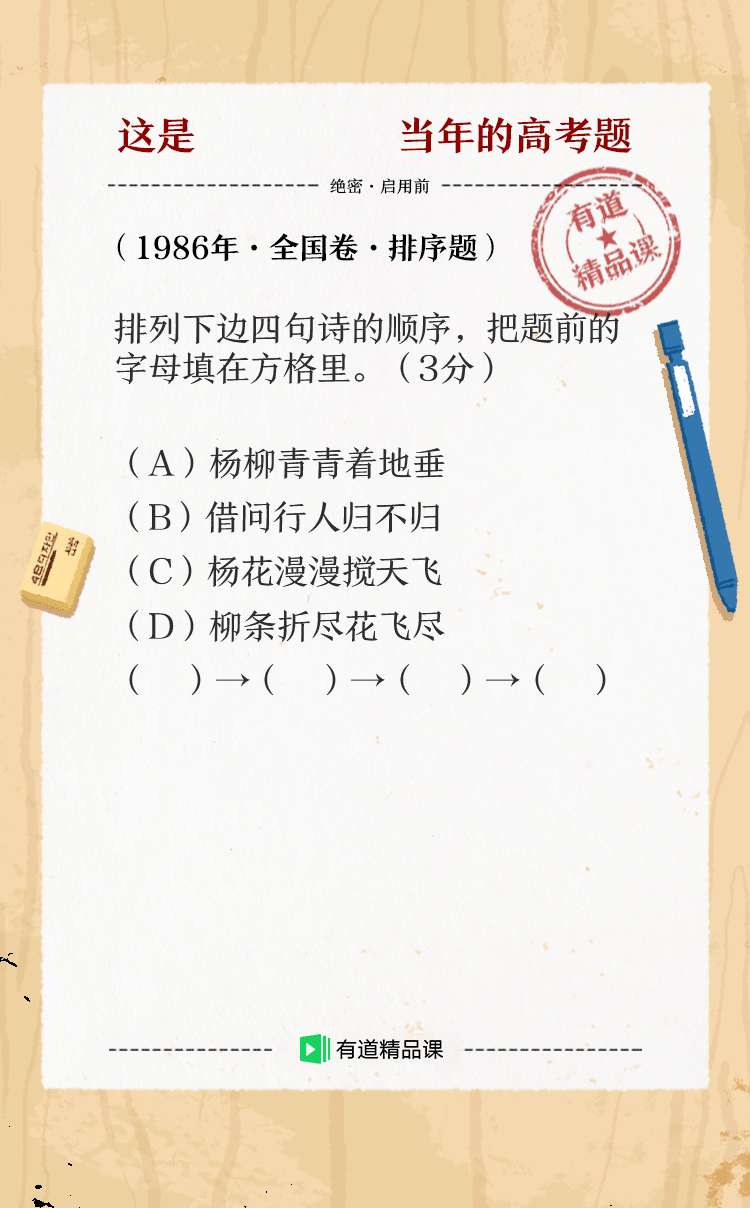 这是 当年的高考题
绝密·启用前
有道
精品课
（1986年·全国卷·排序题）
排列下边四句诗的顺序，把题前的
字母填在方格里。（3分）
（A）杨柳青青着地垂
（B）借问行人归不归
（C）杨花漫漫搅天飞
（D）柳条折尽花飞尽
（ ）→（ ）→（ ）→（ ）
有道精品课